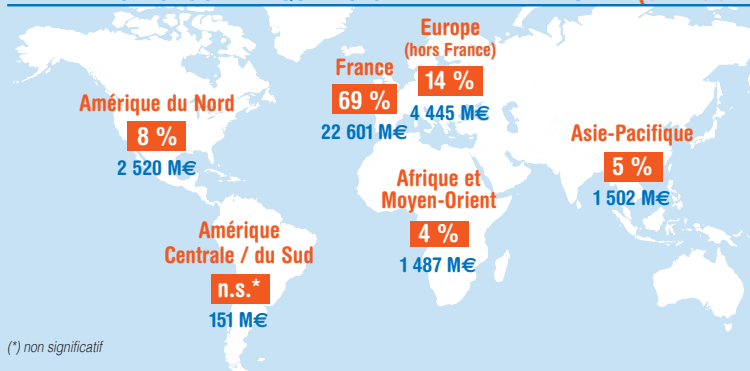 Europe
(hors France)
14 %
4 445 M€
France
69 %
22 601 M€
Amérique du Nord
8 %
2 520 M€
Asie-Pacifique
5 %
1 502 M€
Afrique et
Moyen-Orient
4 %
1 487 M€
Amérique
Centrale / du Sud
n.s.*
151 M€
(*) non significatif